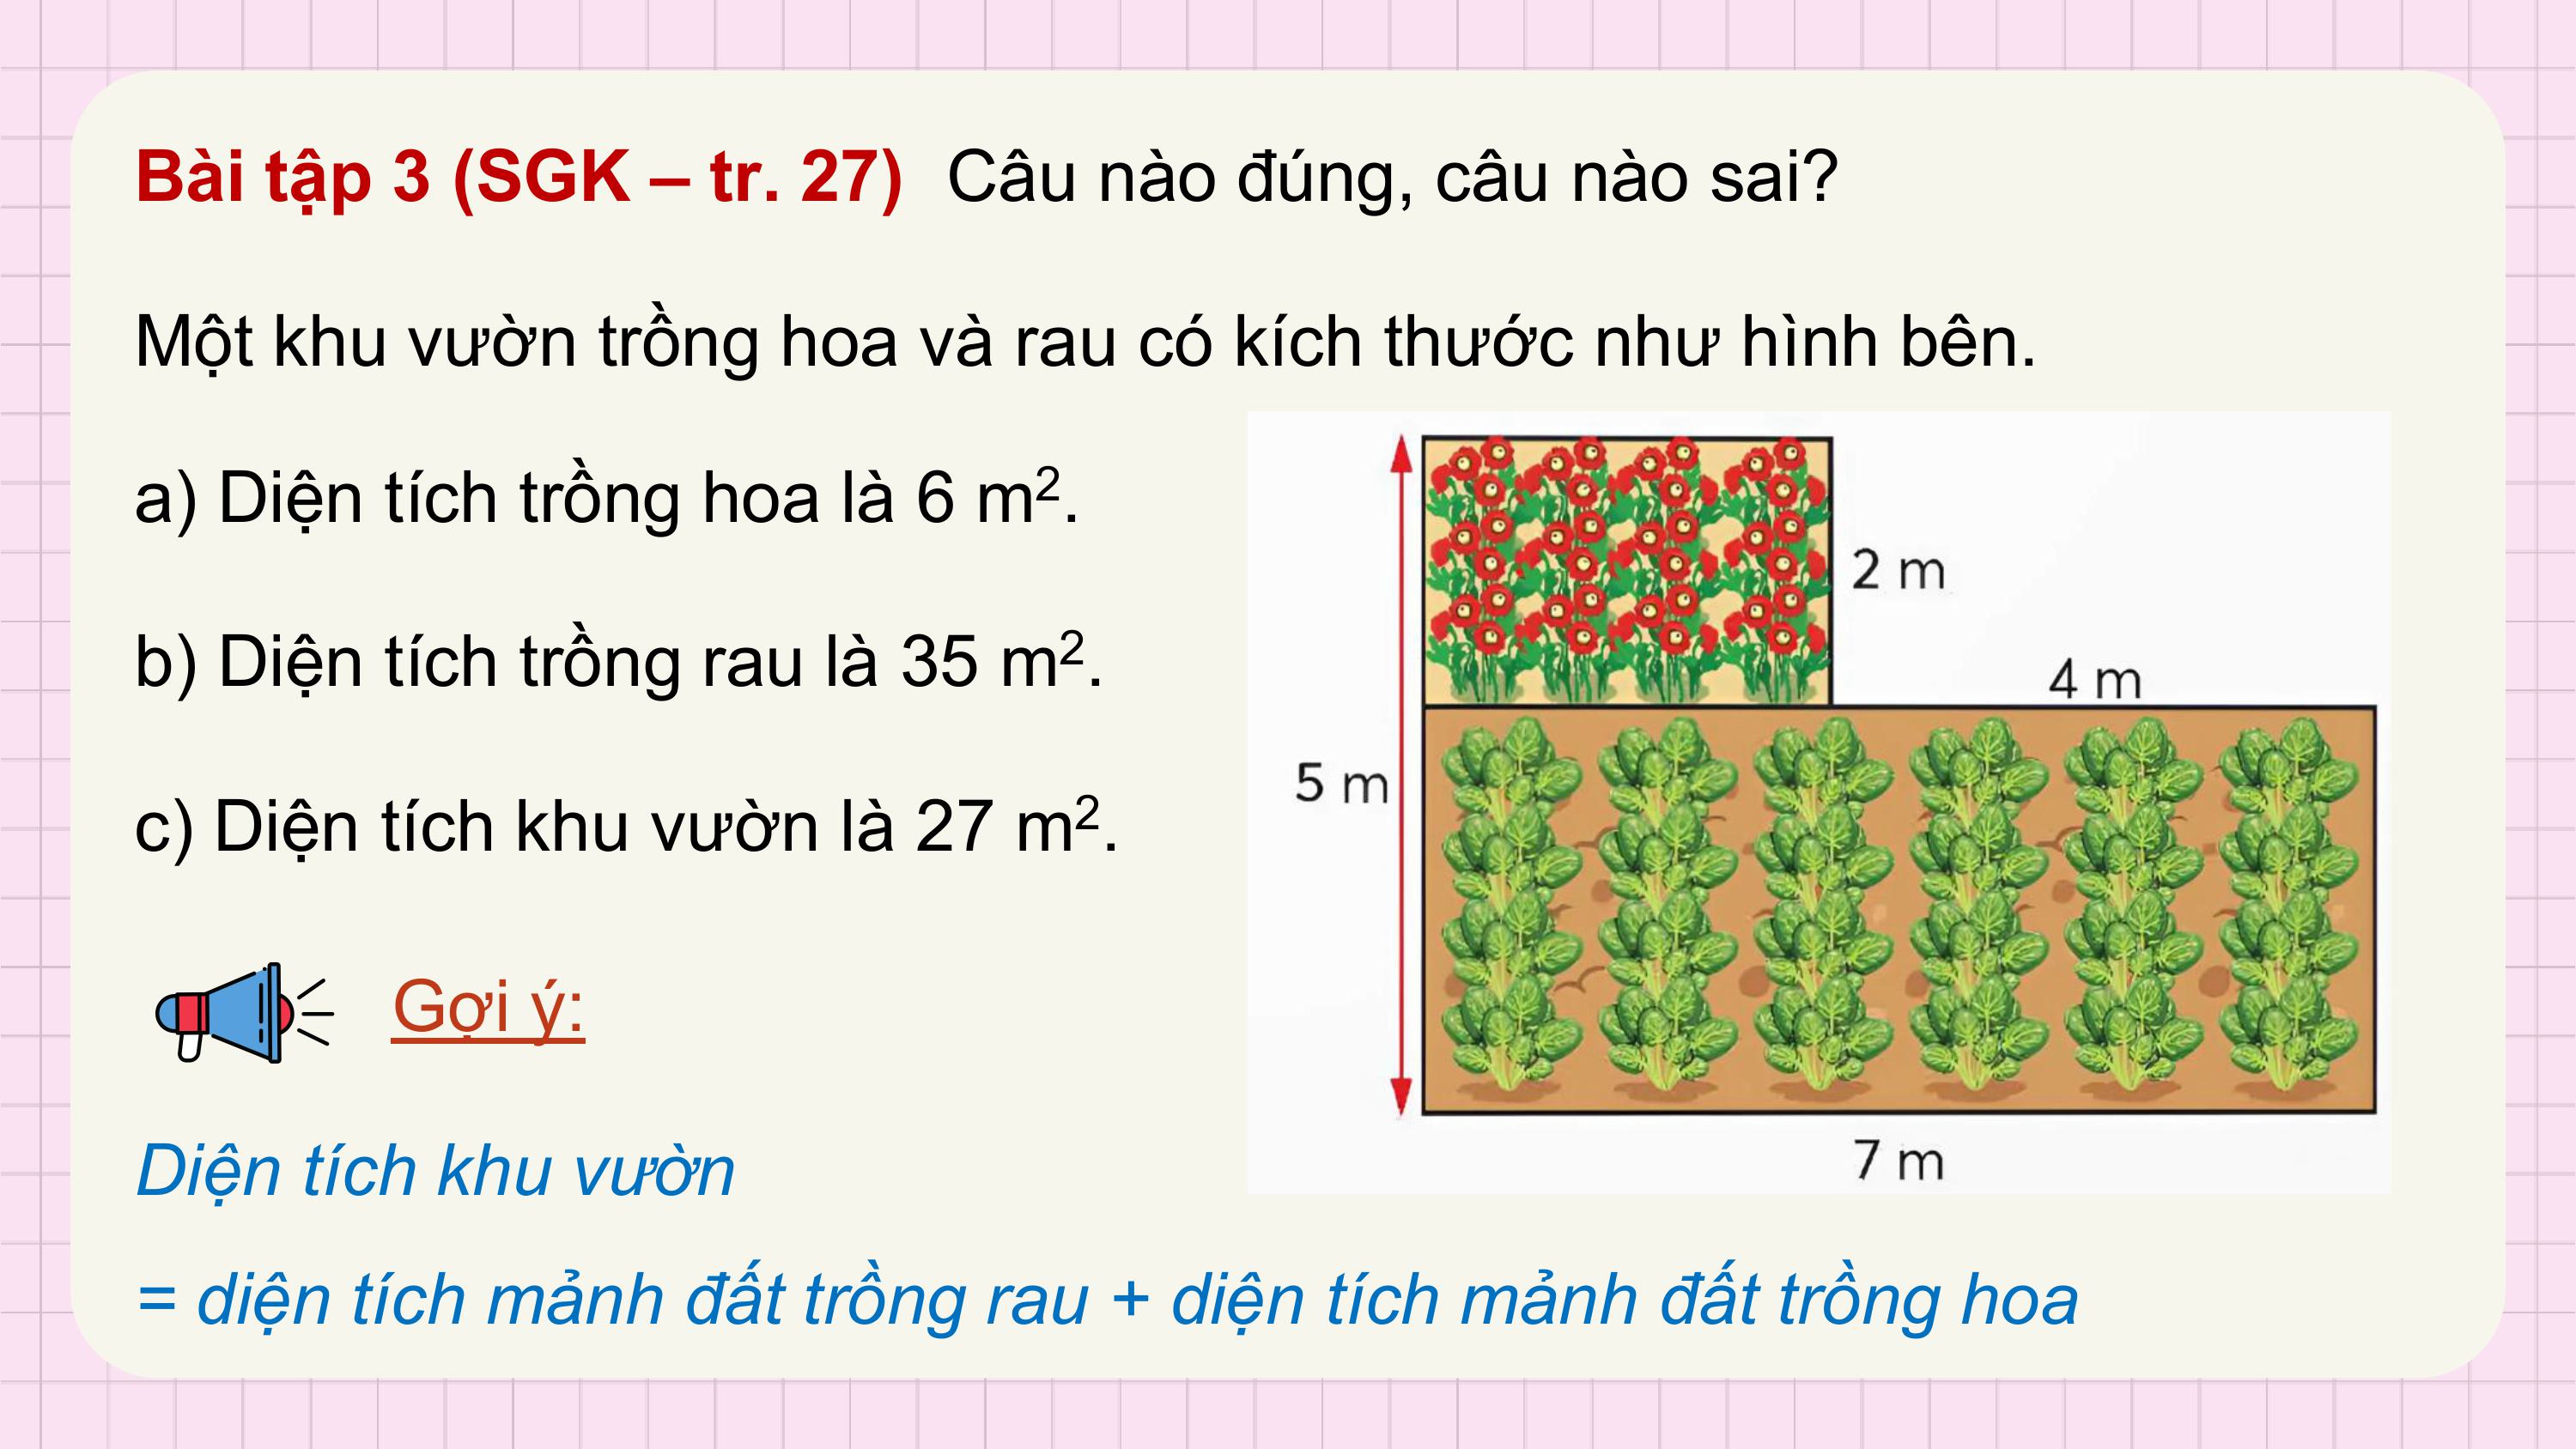 Bài tập 3 (SGK – tr. 27) Câu nào đúng, câu nào sai?
Một khu vườn trồng hoa và rau có kích thước như hình bên.
a) Diện tích trồng hoa là 6 m².
b) Diện tích trồng rau là 35 m².
c) Diện tích khu vườn là 27 m².
2 m
4 m
5 m
7 m
Gợi ý:
Diện tích khu vườn
= diện tích mảnh đất trồng rau + diện tích mảnh đất trồng hoa